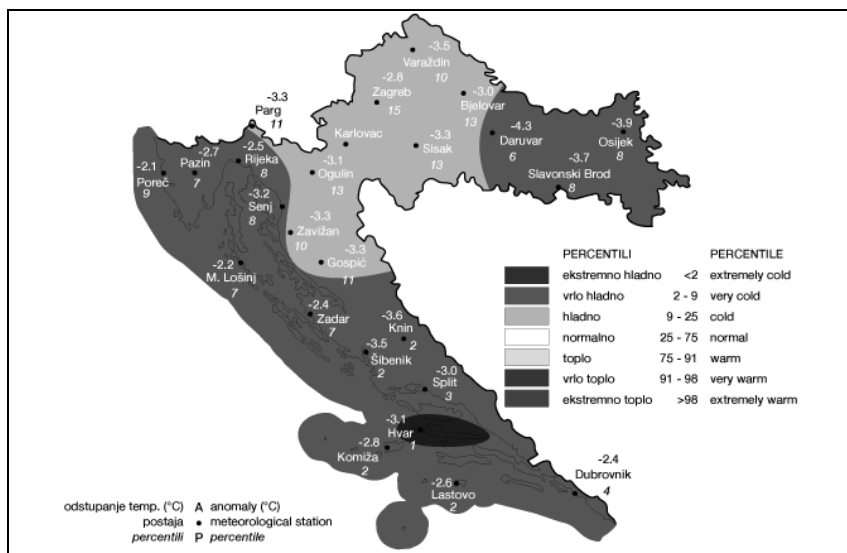 -3.5
Varaždin
10
-2.8
Zagreb
15
-3.0
Bjelovar
13
-3.3
Parg
11
Karlovac
-3.3
Sisak
13
-4.3
Daruvar
6
-3.9
Osijek
8
-3.7
Slavonski Brod
8
-2.1
Poreč
9
-2.7
Pazin
7
-2.5
Rijeka
8
-3.1
Ogulin
13
-3.2
Senj
8
-3.3
Zavižan
10
-3.3
Gospić
11
-2.2
M. Lošinj
7
-2.4
Zadar
7
-3.6
Knin
2
-3.5
Šibenik
2
-3.0
Split
3
-3.1
Hvar
1
-2.8
Komiža
2
-2.6
Lastovo
2
-2.4
Dubrovnik
4
PERCENTILI PERCENTILE
ekstremno hladno <2 extremely cold
vrlo hladno 2 - 9 very cold
hladno 9 - 25 cold
normalno 25 - 75 normal
toplo 75 - 91 warm
vrlo toplo 91 - 98 very warm
ekstremno toplo >98 extremely warm
odstupanje temp. (°C) A anomaly (°C)
postaja • meteorological station
percentili P percentile